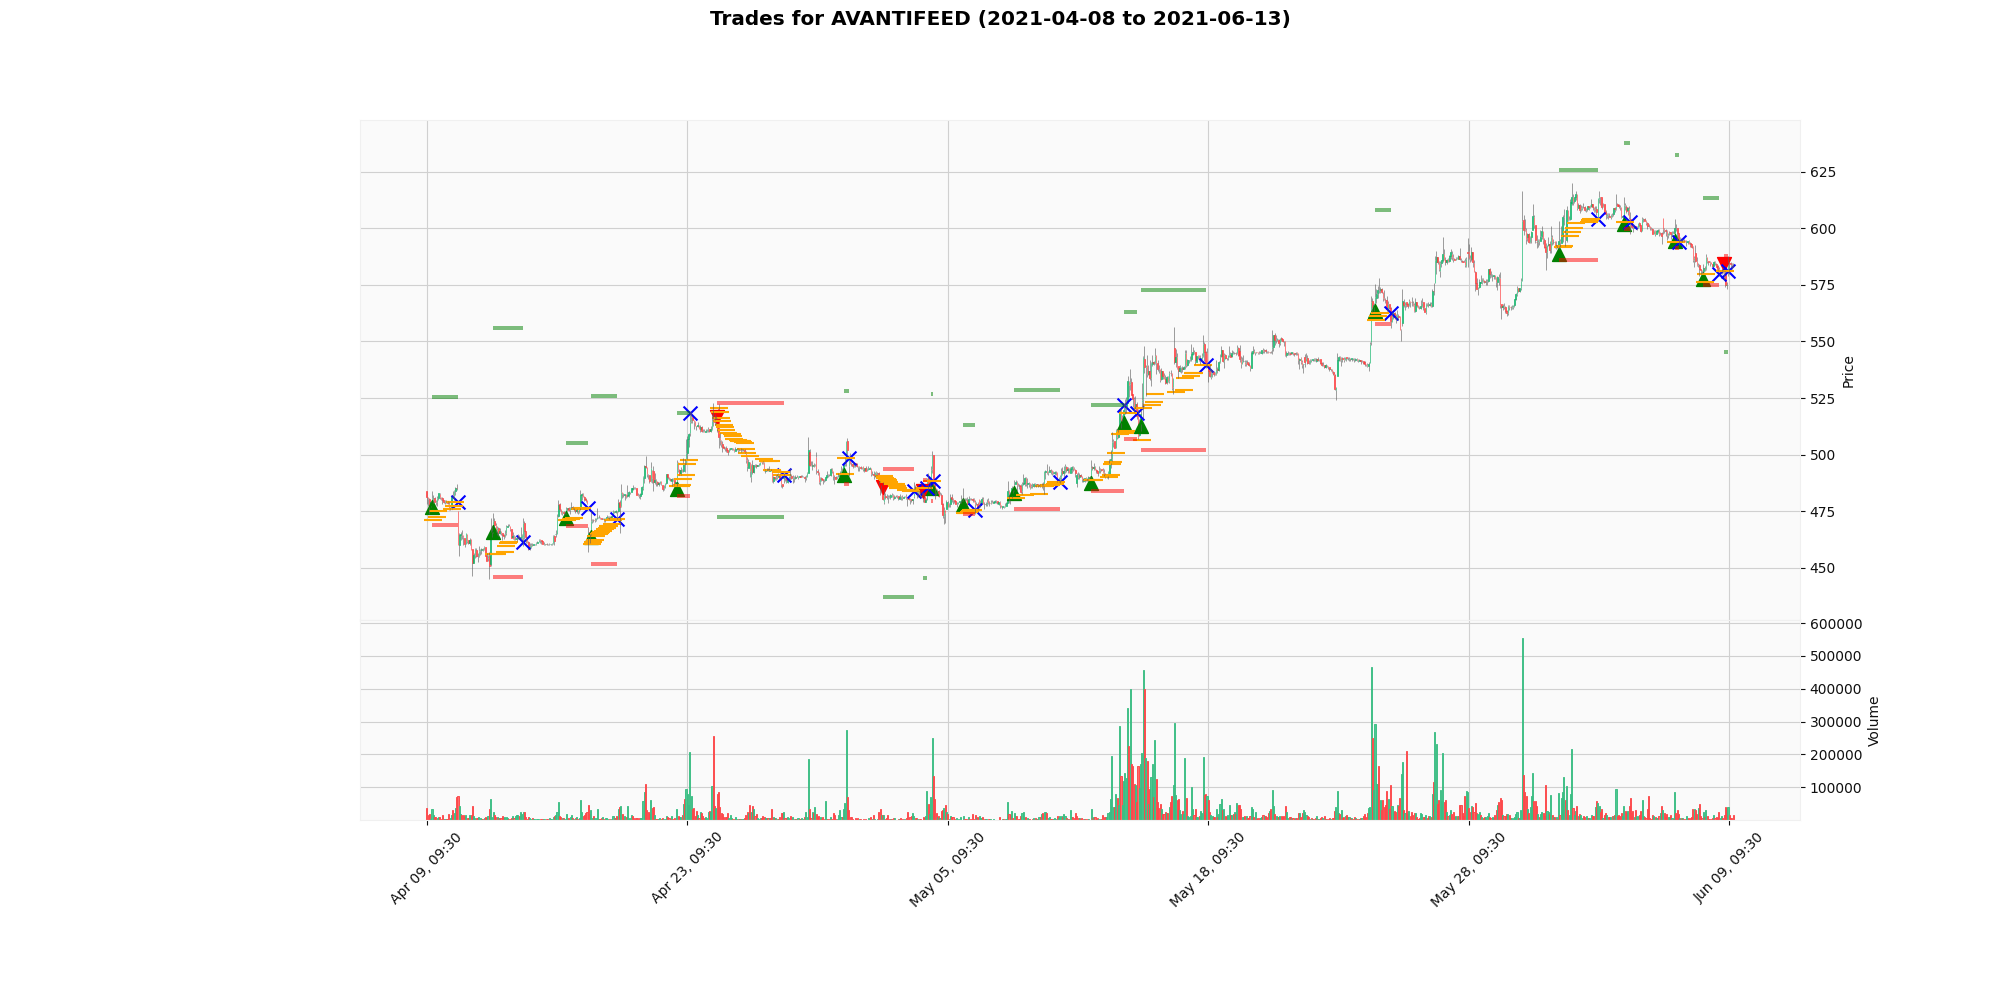 Trades for AVANTIFEED (2021-04-08 to 2021-06-13)
625
600
575
550
525
500
475
450
Price
600000
500000
400000
300000
200000
100000
Volume
Apr 09, 09:30
Apr 23, 09:30
May 05, 09:30
May 18, 09:30
May 28, 09:30
Jun 09, 09:30